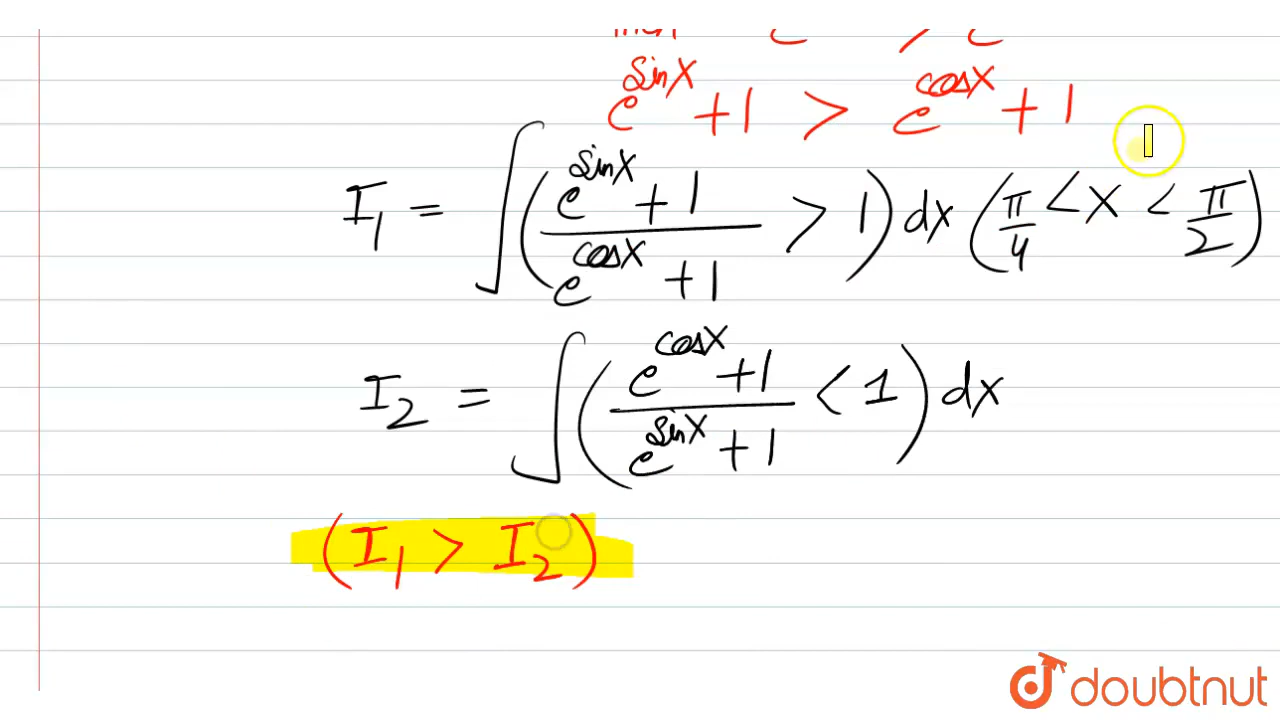 e^sinx + 1 > e^cosx + 1
I₁ = ∫ ( (e^sinx + 1) / (e^cosx + 1) > 1 ) dx ( π/4 < x < π/2 )
I₂ = ∫ ( (e^cosx + 1) / (e^sinx + 1) < 1 ) dx
( I₁ > I₂ )
doubtnut